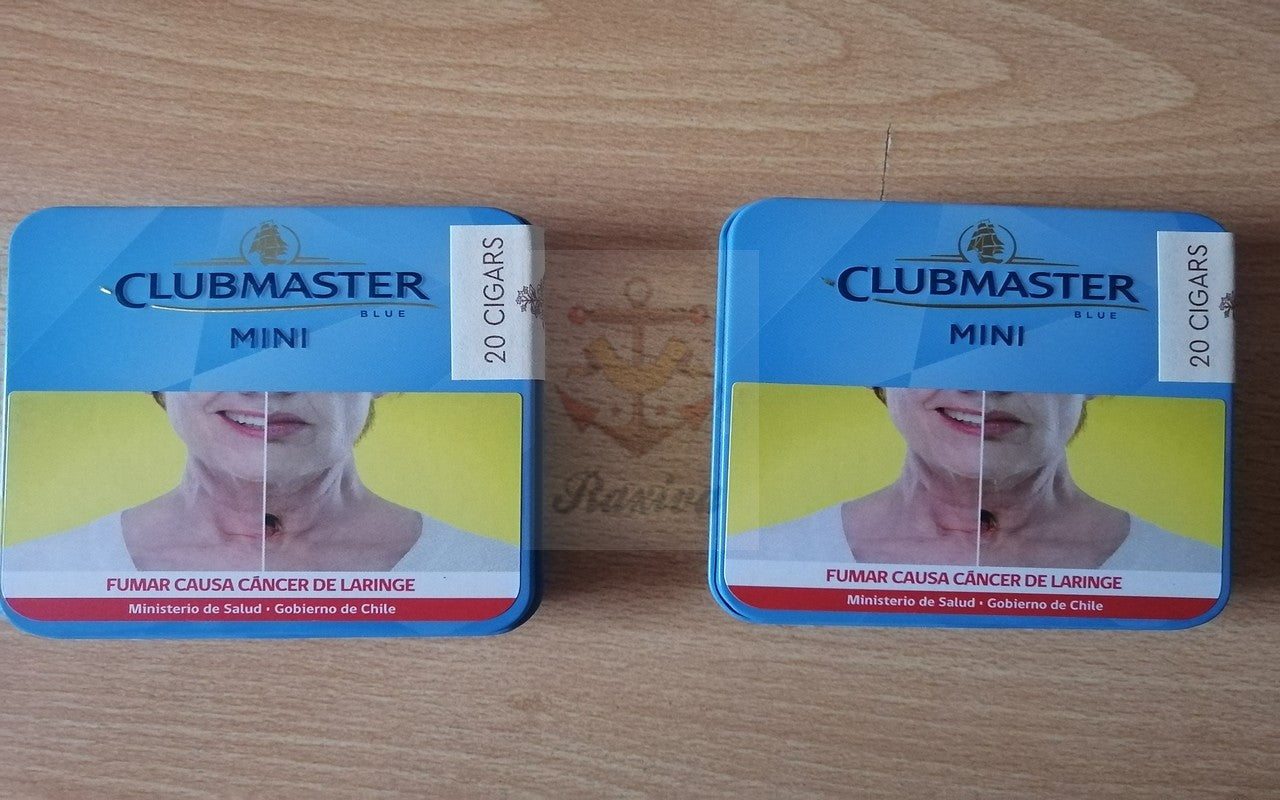 CLUBMASTER
BLUE
MINI
20 CIGARS
FUMAR CAUSA CÁNCER DE LARINGE
Ministerio de Salud • Gobierno de Chile
CLUBMASTER
BLUE
MINI
20 CIGARS
FUMAR CAUSA CÁNCER DE LARINGE
Ministerio de Salud • Gobierno de Chile